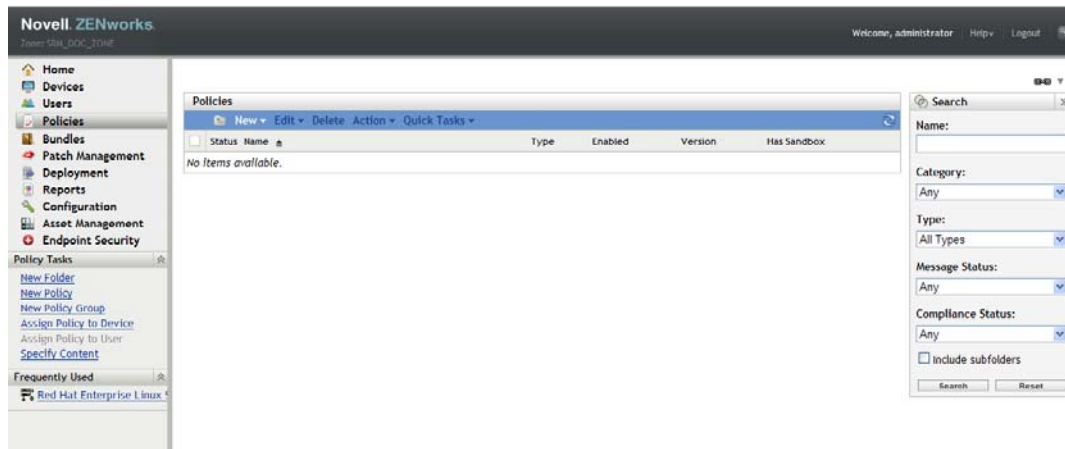 Novell ZENworks
Welcome, administrator Help Logout
Home
Devices
Users
Policies
Bundles
Patch Management
Deployment
Reports
Configuration
Asset Management
Endpoint Security
Policy Tasks
New Folder
New Policy
New Policy Group
Assign Policy to Device
Assign Policy to User
Specify Content
Frequently Used
Red Hat Enterprise Linux
Policies
New Edit Delete Action Quick Tasks
Status Name Type Enabled Version Has Sandbox
No items available.
Search
Name:
Category:
Any
Type:
All Types
Message Status:
Any
Compliance Status:
Any
Include subfolders
Search Reset